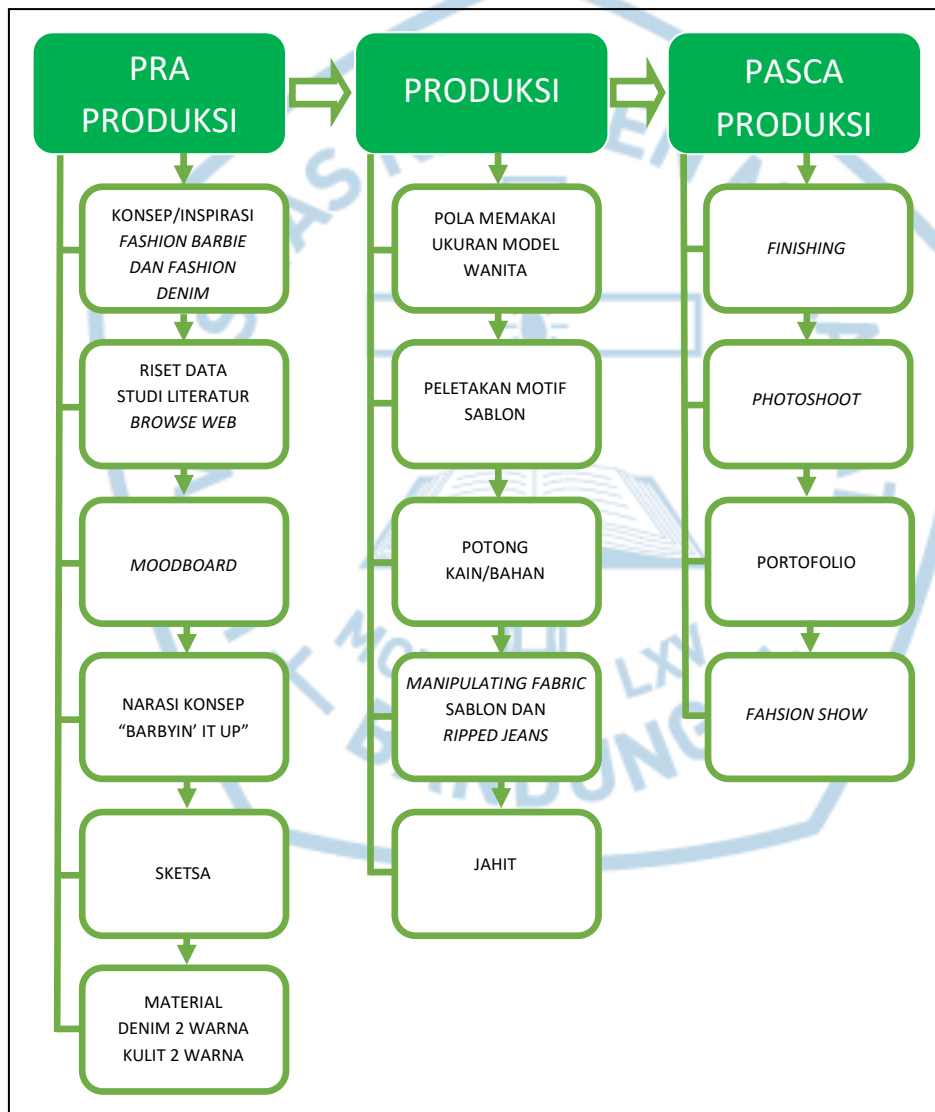 PRA
PRODUKSI
KONSEP/INSPIRASI
FASHION BARBIE
DAN FASHION
DENIM
RISET DATA
STUDI LITERATUR
BROWSE WEB
MOODBOARD
NARASI KONSEP
“BARBYIN’ IT UP”
SKETSA
MATERIAL
DENIM 2 WARNA
KULIT 2 WARNA
PRODUKSI
POLA MEMAKAI
UKURAN MODEL
WANITA
PELETAKAN MOTIF
SABLON
POTONG
KAIN/BAHAN
MANIPULATING FABRIC
SABLON DAN
RIPPED JEANS
JAHIT
PASCA
PRODUKSI
FINISHING
PHOTOSHOOT
PORTOFOLIO
FAHSION SHOW
BANDUNG